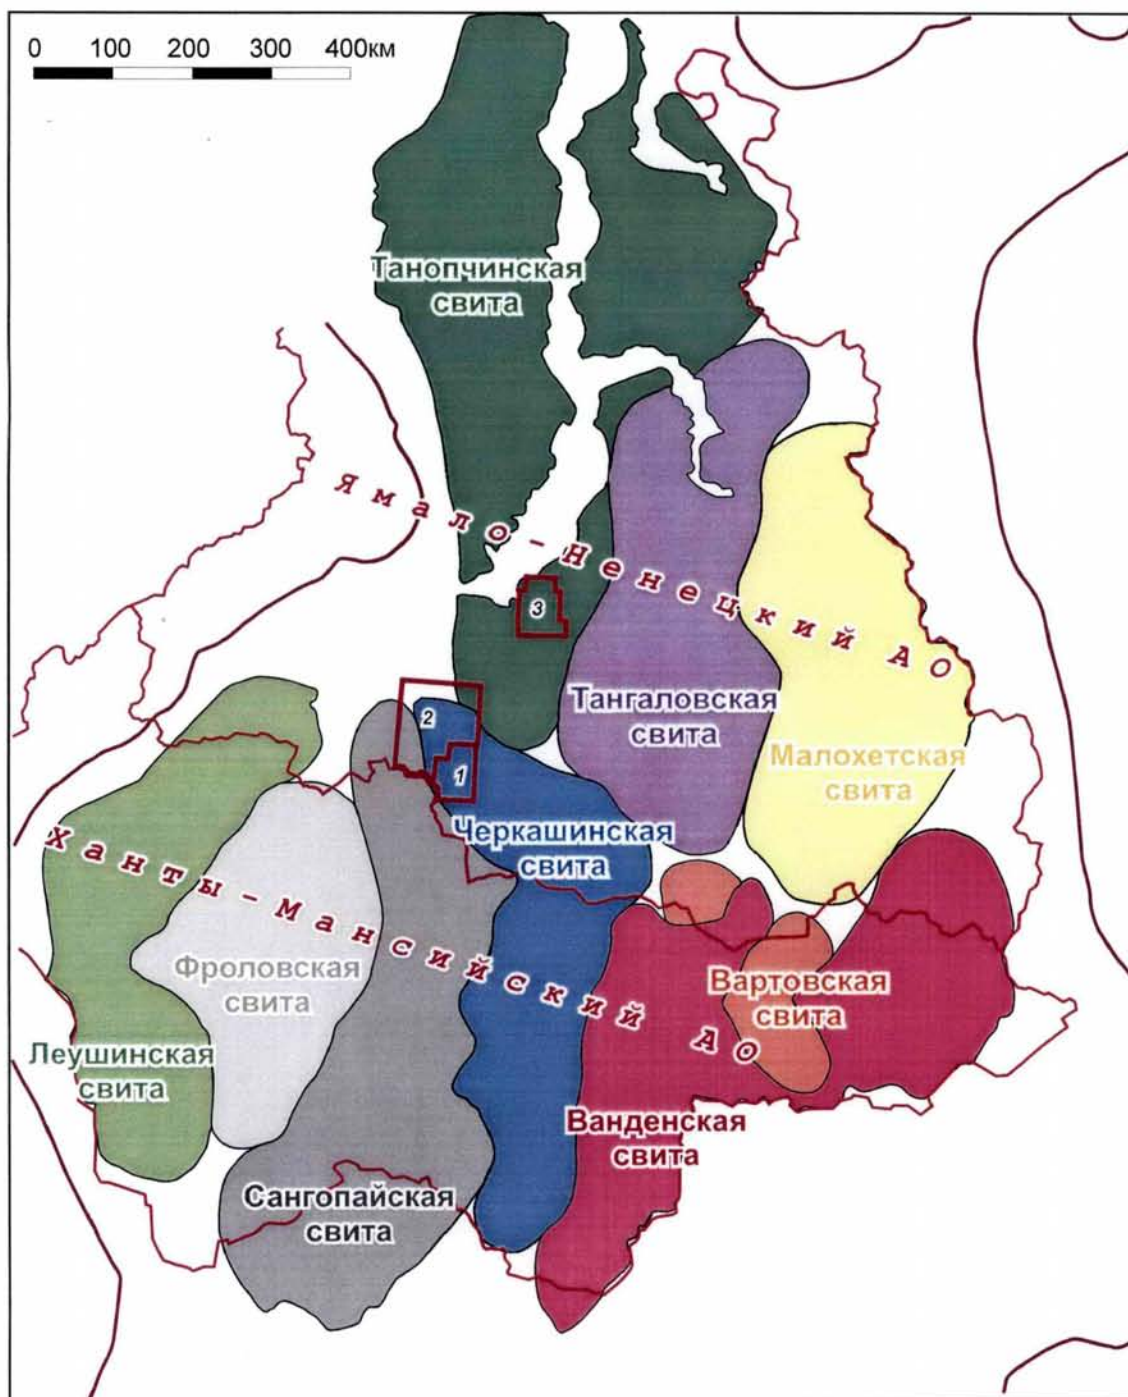 0 100 200 300 400км
Танопчинская
свита
Ямало-Ненецкий АО
3
2
1
Тангаловская
свита
Малохетская
свита
Черкашинская
свита
Ханты-Мансийский АО
Фроловская
свита
Вартовская
свита
Леушинская
свита
Ванденская
свита
Сангопайская
свита